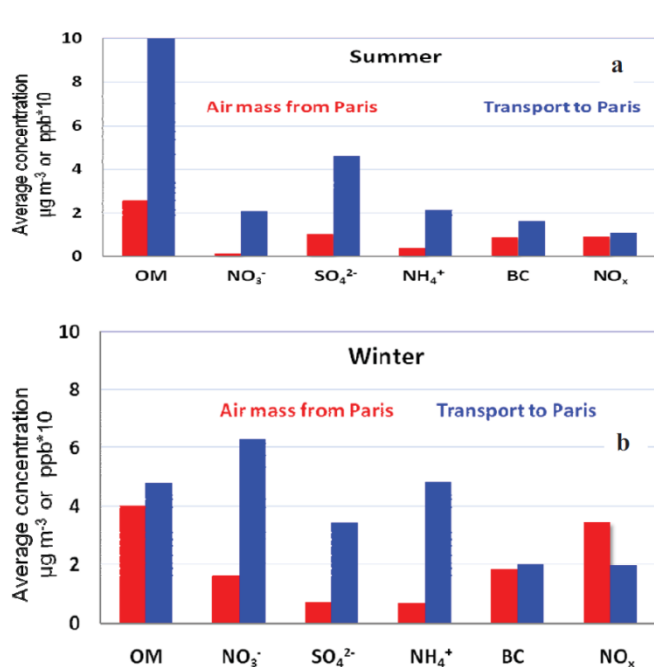 Summer
a
Air mass from Paris
Transport to Paris
Average concentration
µg m⁻³ or ppb*10
10
8
6
4
2
0
OM NO₃⁻ SO₄²⁻ NH₄⁺ BC NOₓ
Winter
Air mass from Paris
Transport to Paris
b
Average concentration
µg m⁻³ or ppb*10
10
8
6
4
2
0
OM NO₃⁻ SO₄²⁻ NH₄⁺ BC NOₓ